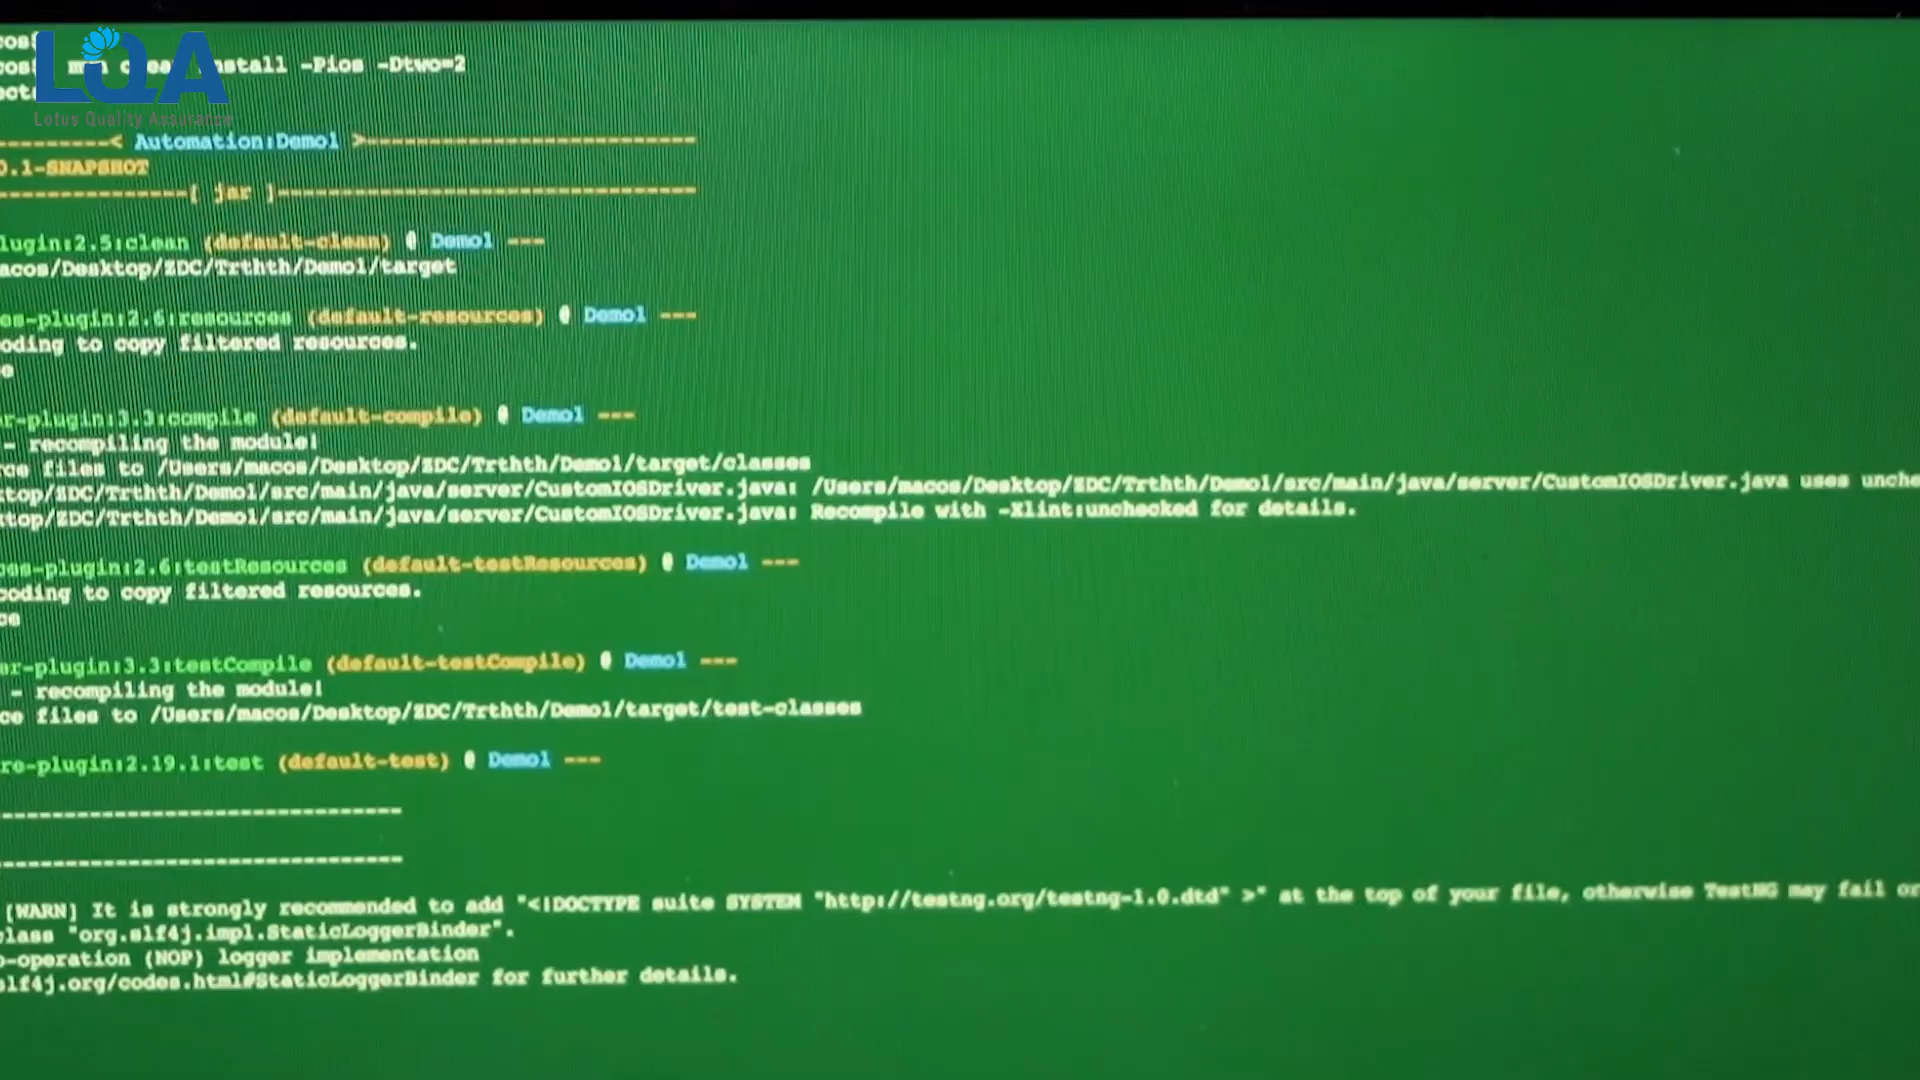 LQA
Lotus Quality Assurance
install -Pios -Dtwo=2
---------< Automation:Demo1 >--------------------------
0.1-SNAPSHOT
---------------[ jar ]---------------------------------
lugin:2.5:clean (default-clean) @ Demo1 ---
acos/Desktop/ZDC/Trthth/Demo1/target
es-plugin:2.6:resources (default-resources) @ Demo1 ---
oding to copy filtered resources.
e
r-plugin:3.3:compile (default-compile) @ Demo1 ---
- recompiling the module!
rce files to /Users/macos/Desktop/ZDC/Trthth/Demo1/target/classes
ktop/ZDC/Trthth/Demo1/src/main/java/server/CustomIOSDriver.java: /Users/macos/Desktop/ZDC/Trthth/Demo1/src/main/java/server/CustomIOSDriver.java uses unche
ktop/ZDC/Trthth/Demo1/src/main/java/server/CustomIOSDriver.java: Recompile with -Xlint:unchecked for details.
ces-plugin:2.6:testResources (default-testResources) @ Demo1 ---
coding to copy filtered resources.
ce
er-plugin:3.3:testCompile (default-testCompile) @ Demo1 ---
- recompiling the module!
ce files to /Users/macos/Desktop/ZDC/Trthth/Demo1/target/test-classes
re-plugin:2.19.1:test (default-test) @ Demo1 ---
--------------------------------
--------------------------------
[WARN] It is strongly recommended to add "<!DOCTYPE suite SYSTEM "http://testng.org/testng-1.0.dtd" >" at the top of your file, otherwise TestNG may fail or
class "org.slf4j.impl.StaticLoggerBinder".
o-operation (NOP) logger implementation
slf4j.org/codes.html#StaticLoggerBinder for further details.